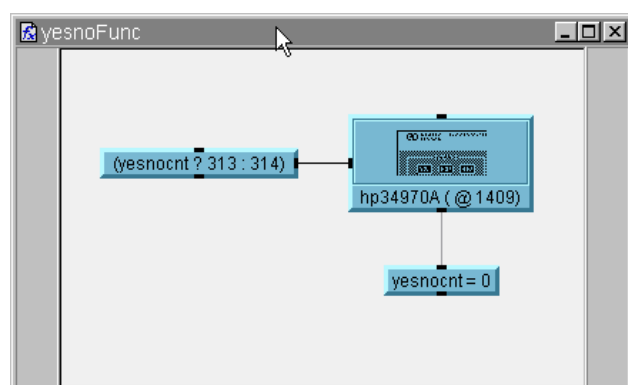 yesnoFunc
(yesnocnt ? 313 : 314)
hp34970A ( @ 1409)
yesnocnt = 0